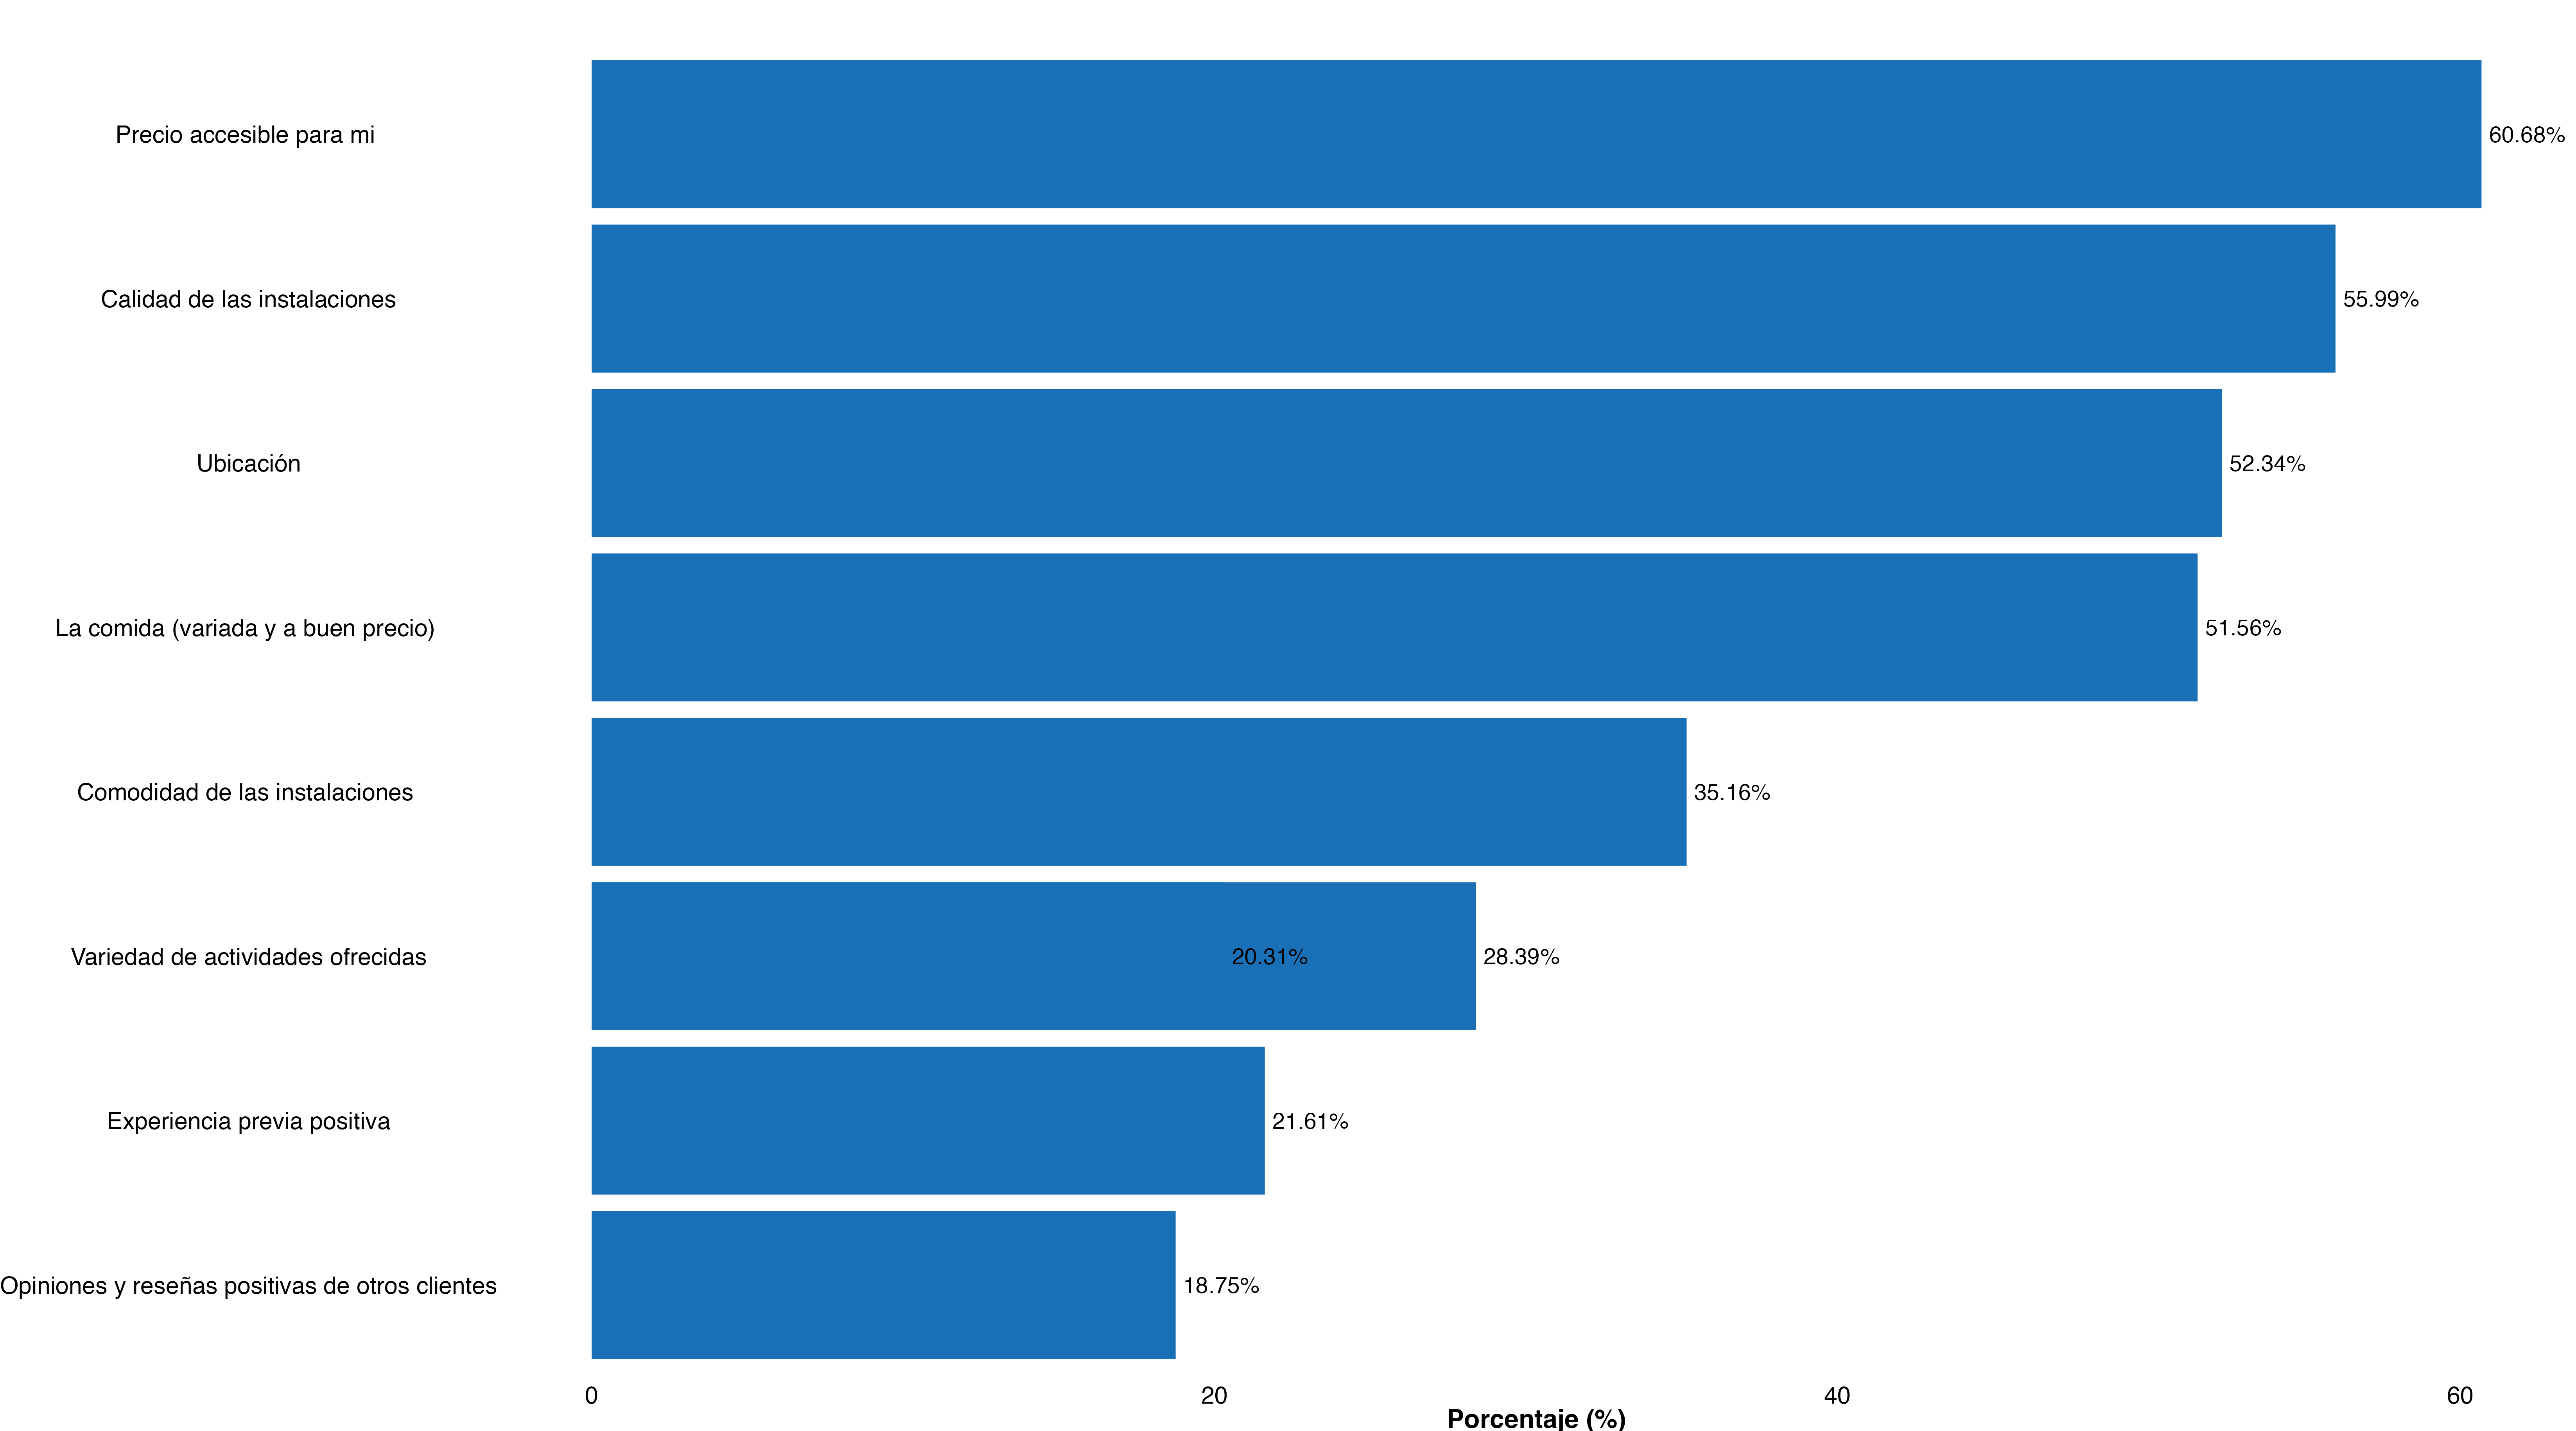 Precio accesible para mi
60.68%
Calidad de las instalaciones
55.99%
Ubicación
52.34%
La comida (variada y a buen precio)
51.56%
Comodidad de las instalaciones
35.16%
Variedad de actividades ofrecidas
20.31%
28.39%
Experiencia previa positiva
21.61%
Opiniones y reseñas positivas de otros clientes
18.75%
0
20
40
60
Porcentaje (%)